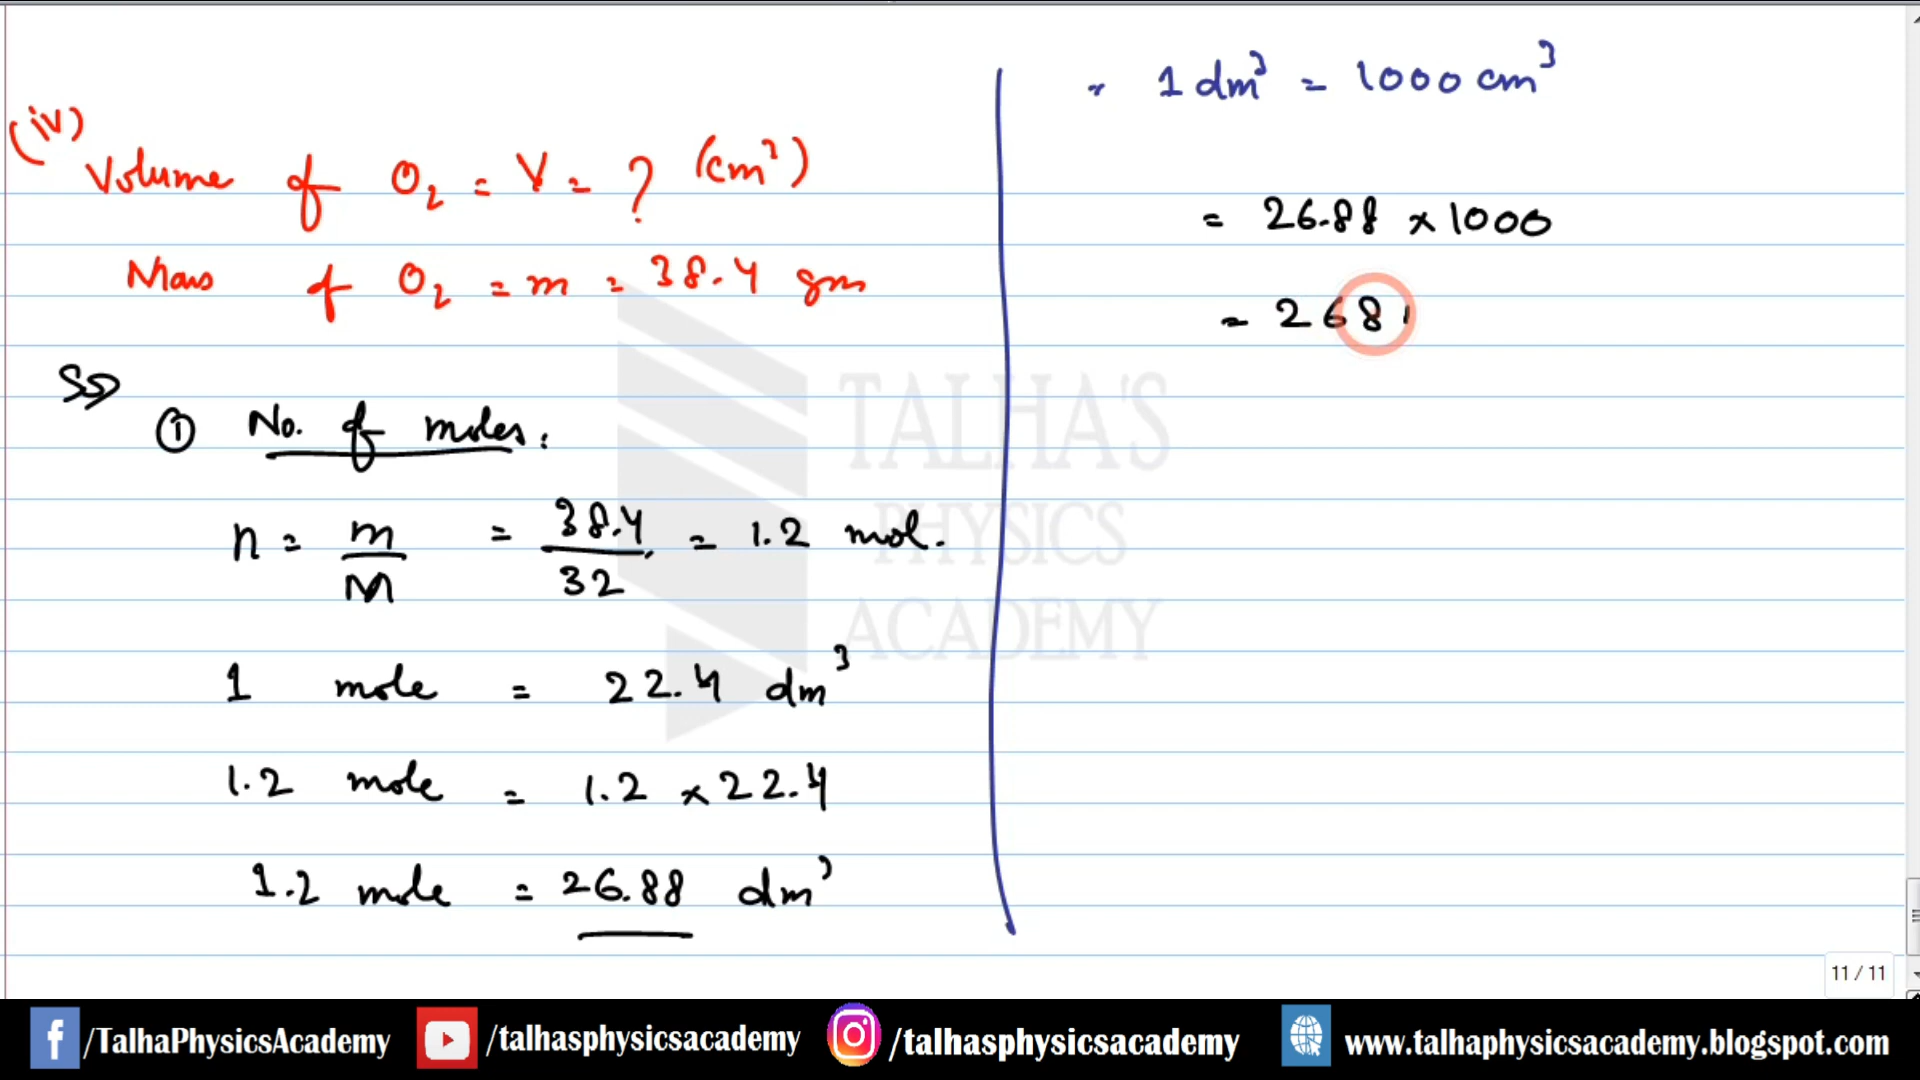 (iv)
Volume of O₂ = V = ? (cm³)
Mass of O₂ = m = 38.4 gm
① No. of moles:
n = m/M = 38.4/32 = 1.2 mol.
1 mole = 22.4 dm³
1.2 mole = 1.2 × 22.4
1.2 mole = 26.88 dm³
1 dm³ = 1000 cm³
= 26.88 × 1000
= 268
TALHA'S
PHYSICS
ACADEMY
11 / 11
/TalhaPhysicsAcademy
/talhasphysicsacademy
/talhasphysicsacademy
www.talhaphysicsacademy.blogspot.com